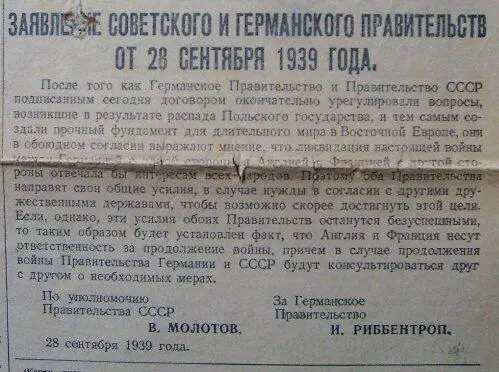 ЗАЯВЛЕНИЕ СОВЕТСКОГО И ГЕРМАНСКОГО ПРАВИТЕЛЬСТВ
ОТ 28 СЕНТЯБРЯ 1939 ГОДА.
После того как Германское Правительство и Правительство СССР
подписанным сегодня договором окончательно урегулировали вопросы,
возникшие в результате распада Польского государства, и тем самым со-
здали прочный фундамент для длительного мира в Восточной Европе, они
в обоюдном согласии выражают мнение, что ликвидация настоящей войны
Германией с одной стороны и Англией и Францией с другой сто-
роны отвечала бы интересам всех народов. Поэтому оба Правительства
направят свои общие усилия, в случае нужды в согласии с другими дру-
жественными державами, чтобы возможно скорее достигнуть этой цели.
Если, однако, эти усилия обоих Правительств останутся безуспешными,
то таким образом будет установлен факт, что Англия и Франция несут
ответственность за продолжение войны, причем в случае продолжения
войны Правительства Германии и СССР будут консультироваться друг
с другом о необходимых мерах.
По уполномочию
Правительства СССР
В. МОЛОТОВ.
За Германское
Правительство
И. РИББЕНТРОП.
28 сентября 1939 года.